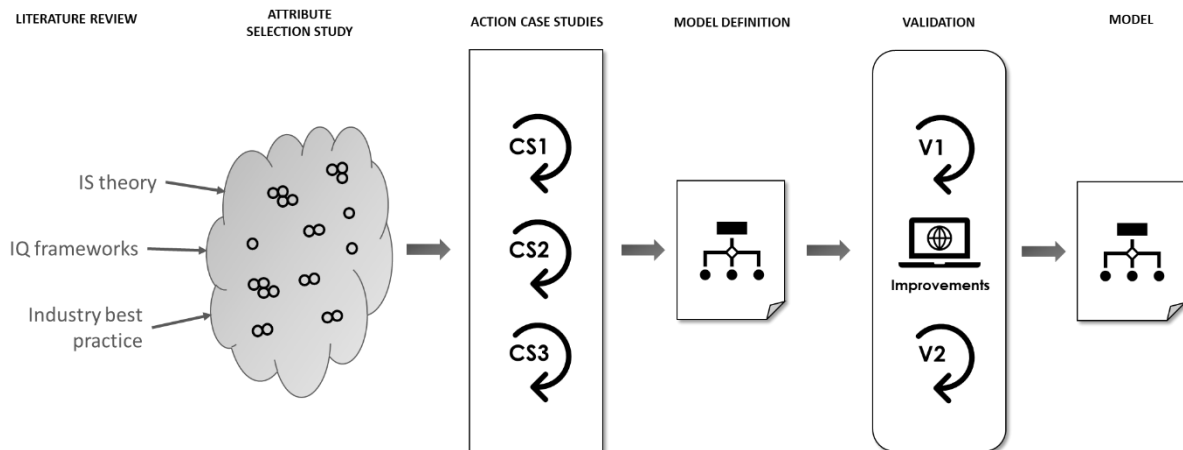 LITERATURE REVIEW
ATTRIBUTE
SELECTION STUDY
ACTION CASE STUDIES
MODEL DEFINITION
VALIDATION
MODEL
IS theory
IQ frameworks
Industry best
practice
CS1
CS2
CS3
V1
Improvements
V2